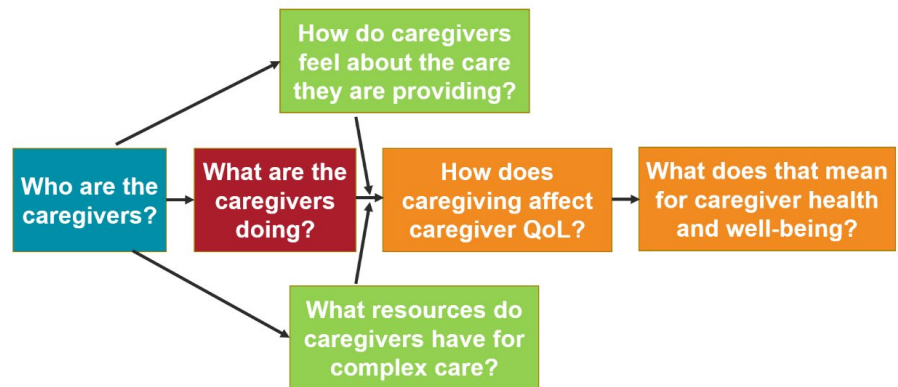 How do caregivers
feel about the care
they are providing?
Who are the
caregivers?
What are the
caregivers
doing?
How does
caregiving affect
caregiver QoL?
What does that mean
for caregiver health
and well-being?
What resources do
caregivers have for
complex care?